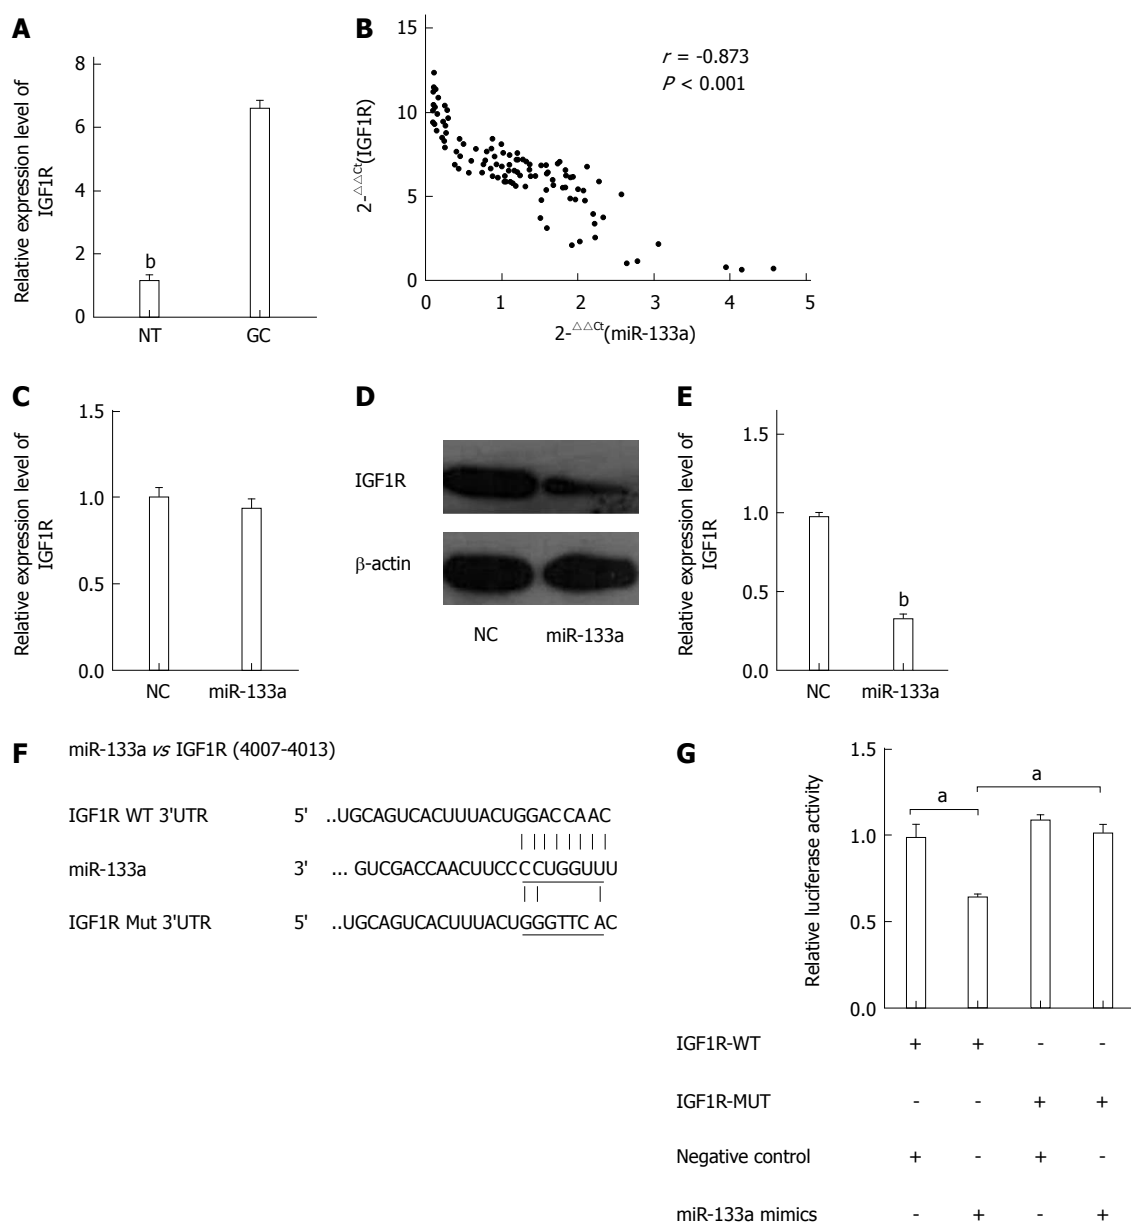 A
Relative expression level of
IGF1R
8
6
4
2
0
b
NT
GC
B
2-△△Ct(IGF1R)
15
10
5
0
r = -0.873
P < 0.001
0
1
2
3
4
5
2-△△Ct(miR-133a)
C
Relative expression level of
IGF1R
1.5
1.0
0.5
0.0
NC
miR-133a
D
IGF1R
β-actin
NC
miR-133a
E
Relative expression level of
IGF1R
1.5
1.0
0.5
0.0
b
NC
miR-133a
F
miR-133a vs IGF1R (4007-4013)
IGF1R WT 3'UTR 5' ..UGCAGUCACUUUACUGGACCAAC
miR-133a 3' ... GUCGACCAACUUCCC CUGGUUU
IGF1R Mut 3'UTR 5' ..UGCAGUCACUUUACUGGGTTC AC
G
Relative luciferase activity
1.5
1.0
0.5
0.0
a
a
IGF1R-WT + + - -
IGF1R-MUT - - + +
Negative control + - + -
miR-133a mimics - + - +